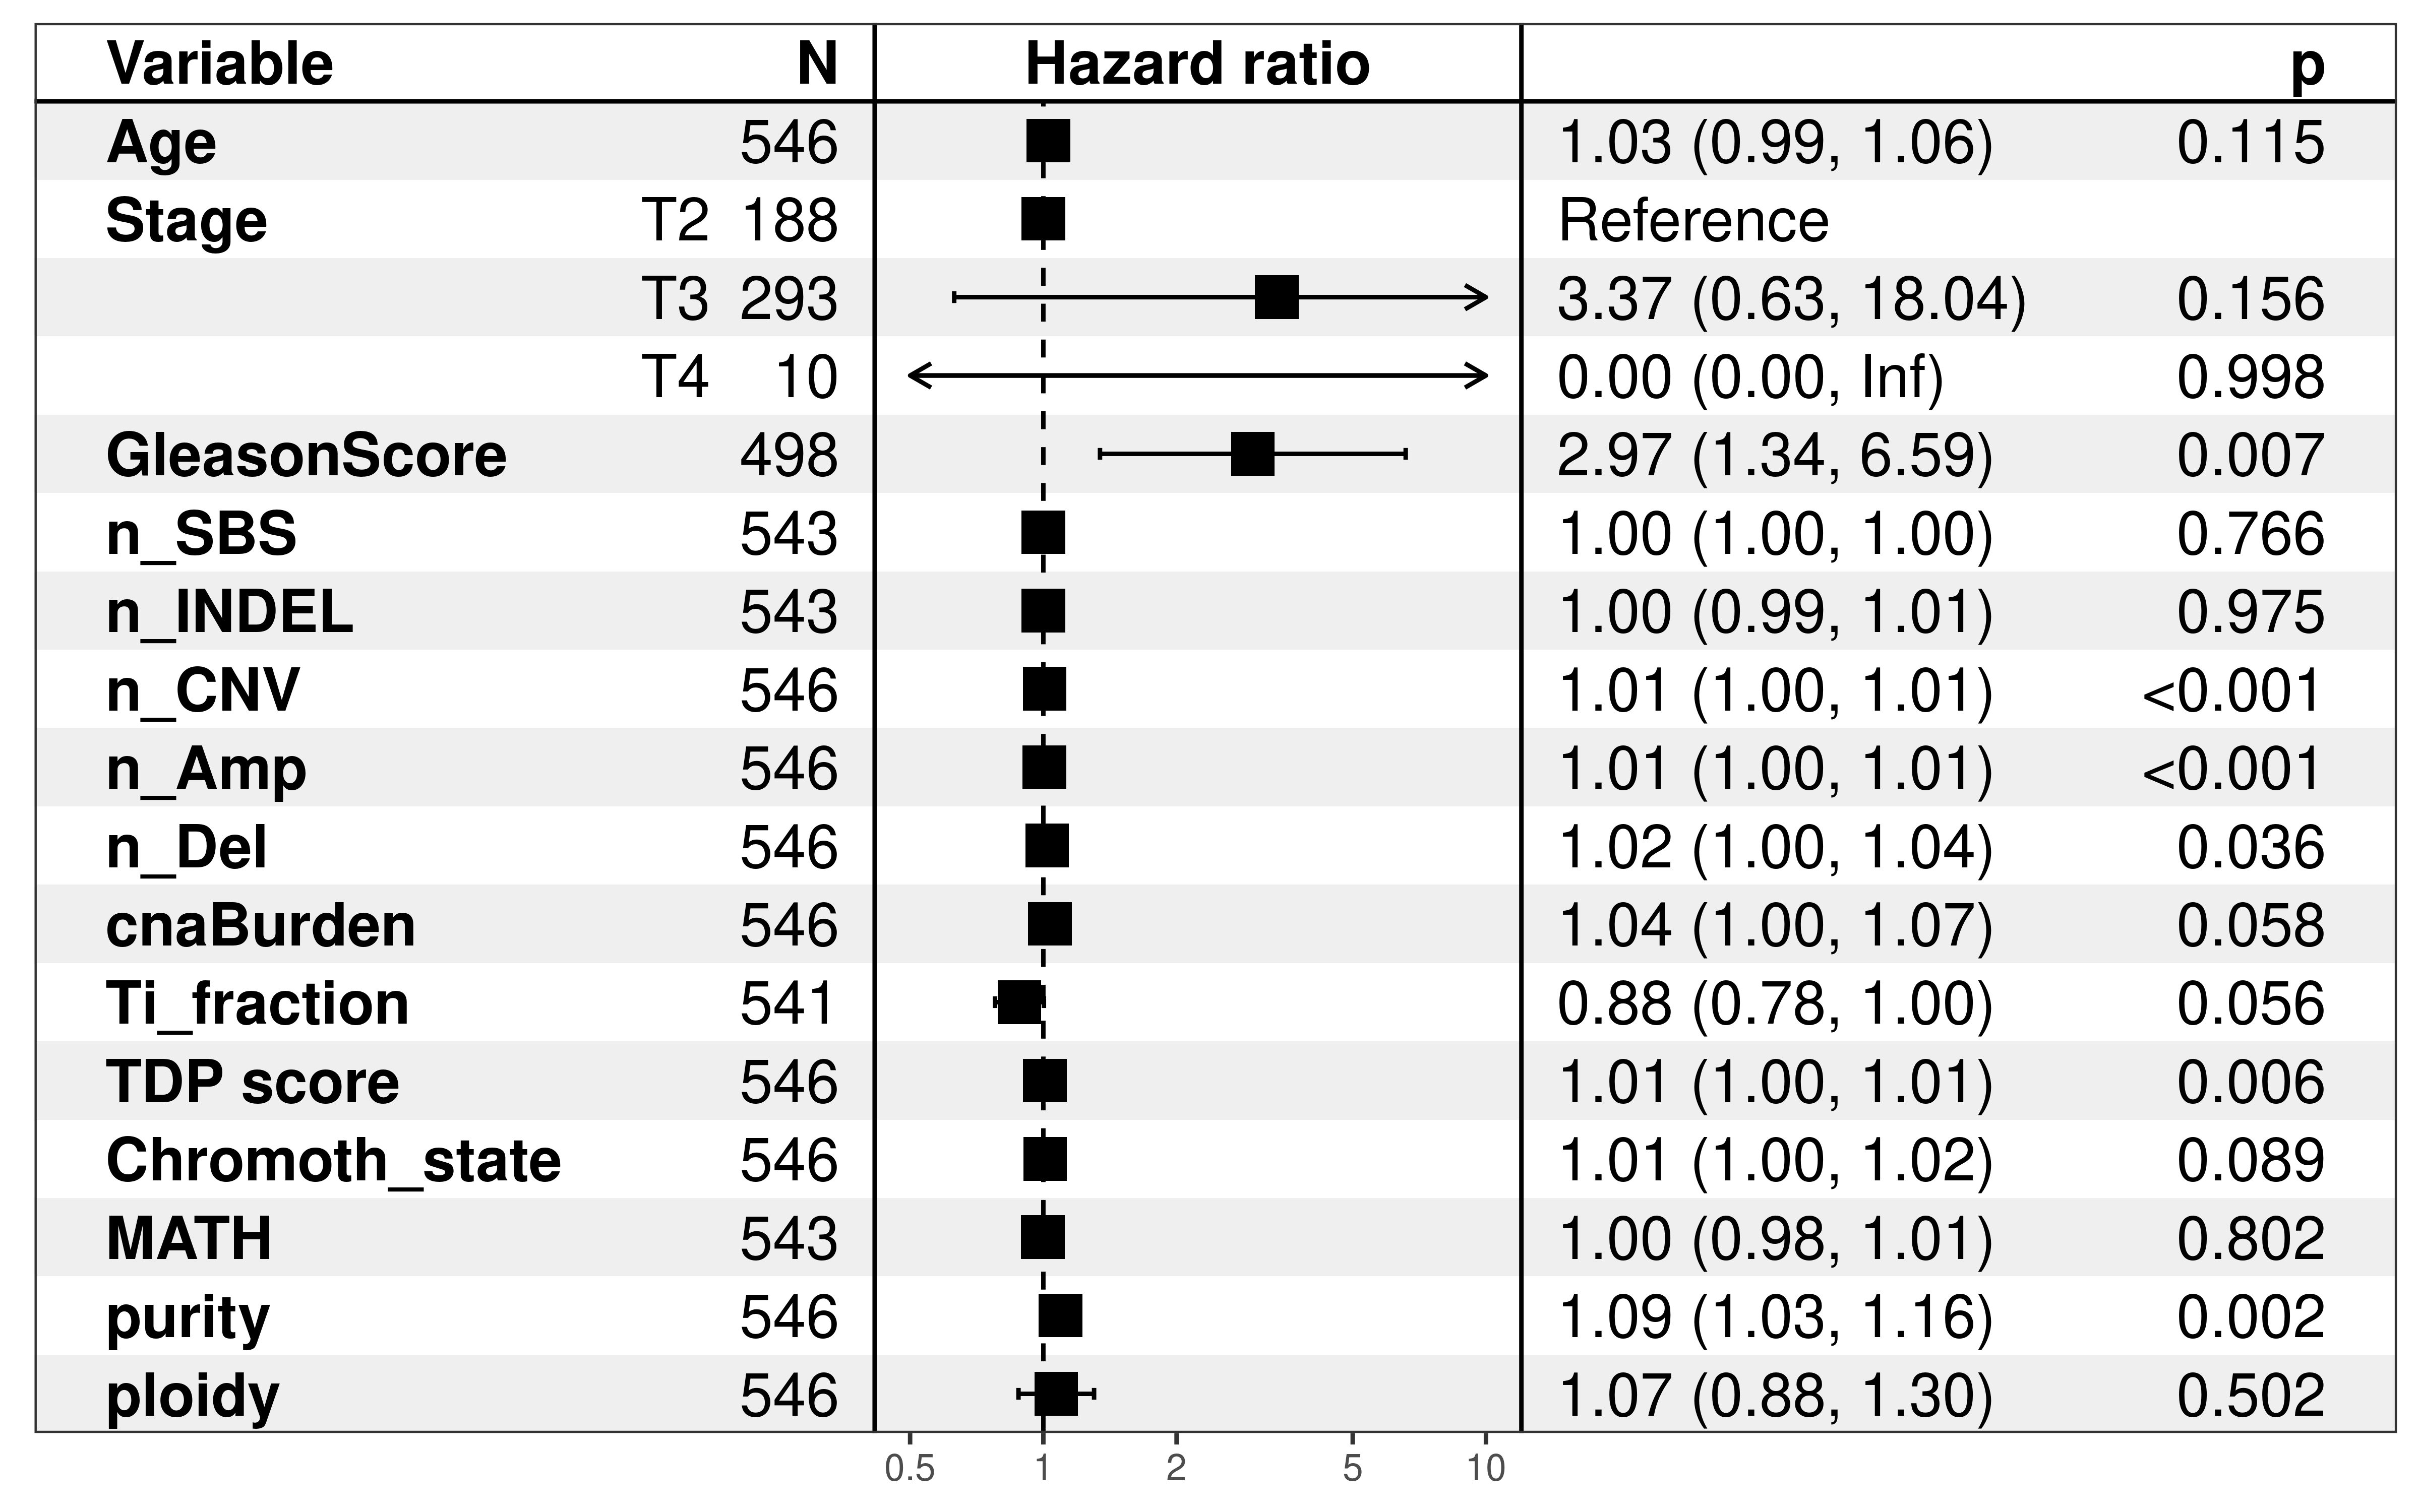 Variable N Hazard ratio p
Age 546 1.03 (0.99, 1.06) 0.115
Stage T2 188 Reference
T3 293 3.37 (0.63, 18.04) 0.156
T4 10 0.00 (0.00, Inf) 0.998
GleasonScore 498 2.97 (1.34, 6.59) 0.007
n_SBS 543 1.00 (1.00, 1.00) 0.766
n_INDEL 543 1.00 (0.99, 1.01) 0.975
n_CNV 546 1.01 (1.00, 1.01) <0.001
n_Amp 546 1.01 (1.00, 1.01) <0.001
n_Del 546 1.02 (1.00, 1.04) 0.036
cnaBurden 546 1.04 (1.00, 1.07) 0.058
Ti_fraction 541 0.88 (0.78, 1.00) 0.056
TDP score 546 1.01 (1.00, 1.01) 0.006
Chromoth_state 546 1.01 (1.00, 1.02) 0.089
MATH 543 1.00 (0.98, 1.01) 0.802
purity 546 1.09 (1.03, 1.16) 0.002
ploidy 546 1.07 (0.88, 1.30) 0.502
0.5 1 2 5 10